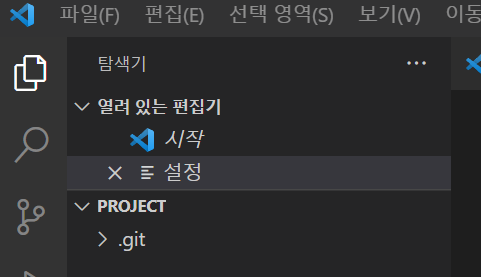 파일(F) 편집(E) 선택 영역(S) 보기(V) 이동
탐색기
열려 있는 편집기
시작
설정
PROJECT
.git